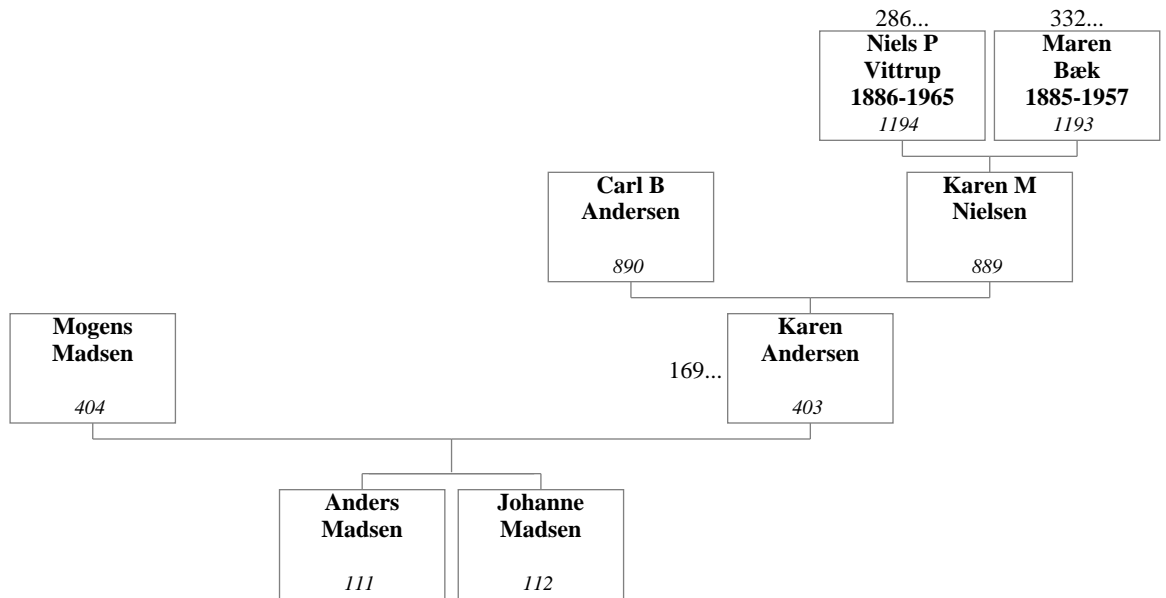 286...
332...
Niels P
Vittrup
1886-1965
1194
Maren
Bæk
1885-1957
1193
Carl B
Andersen
890
Karen M
Nielsen
889
Mogens
Madsen
404
169...
Karen
Andersen
403
Anders
Madsen
111
Johanne
Madsen
112